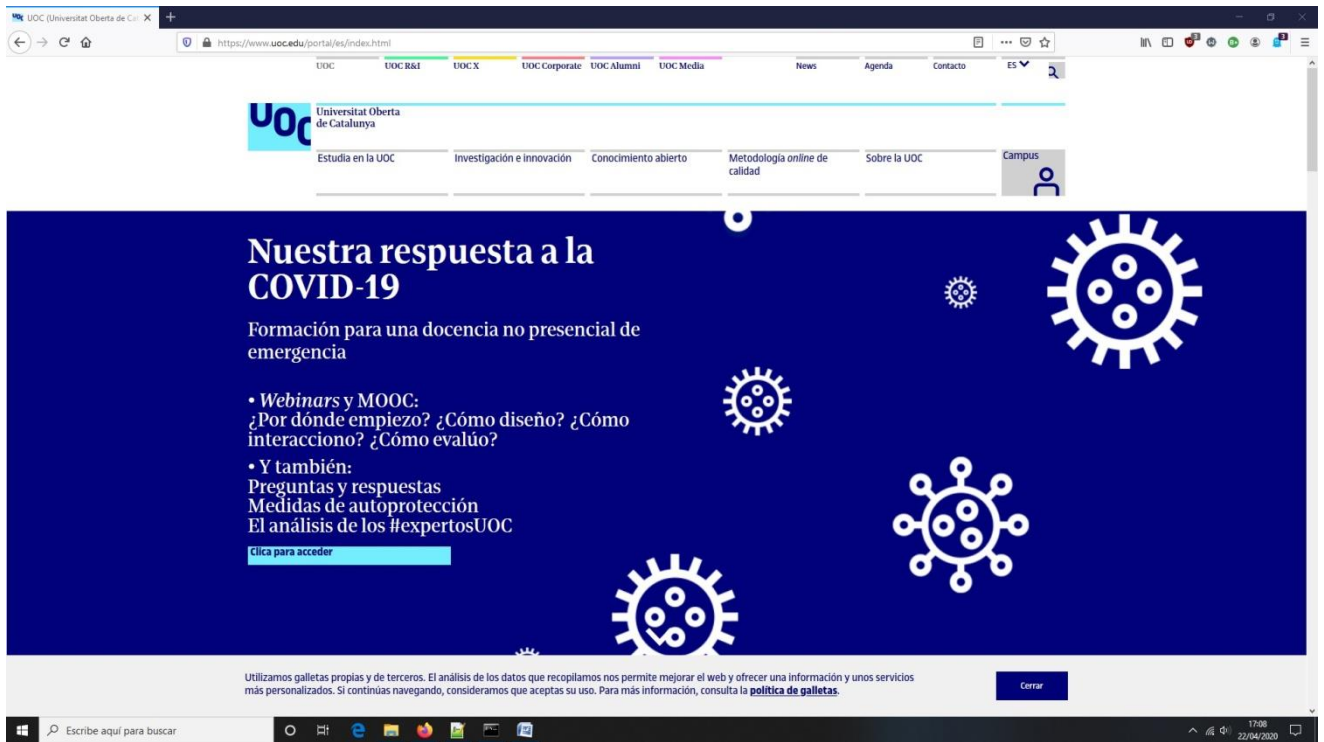 UOC (Universitat Oberta de Cat
https://www.uoc.edu/portal/es/index.html
UOC UOC R&I UOC X UOC Corporate UOC Alumni UOC Media News Agenda Contacto ES
UOC
Universitat Oberta
de Catalunya
Estudia en la UOC Investigación e innovación Conocimiento abierto Metodología online de Sobre la UOC Campus
calidad
Nuestra respuesta a la
COVID-19
Formación para una docencia no presencial de
emergencia
• Webinars y MOOC:
¿Por dónde empiezo? ¿Cómo diseño? ¿Cómo
interacciono? ¿Cómo evalúo?
• Y también:
Preguntas y respuestas
Medidas de autoprotección
El análisis de los #expertosUOC
Clica para acceder
Utilizamos galletas propias y de terceros. El análisis de los datos que recopilamos nos permite mejorar el web y ofrecer una información y unos servicios
más personalizados. Si continúas navegando, consideramos que aceptas su uso. Para más información, consulta la política de galletas.
Cerrar
Escribe aquí para buscar
17:08
22/04/2020